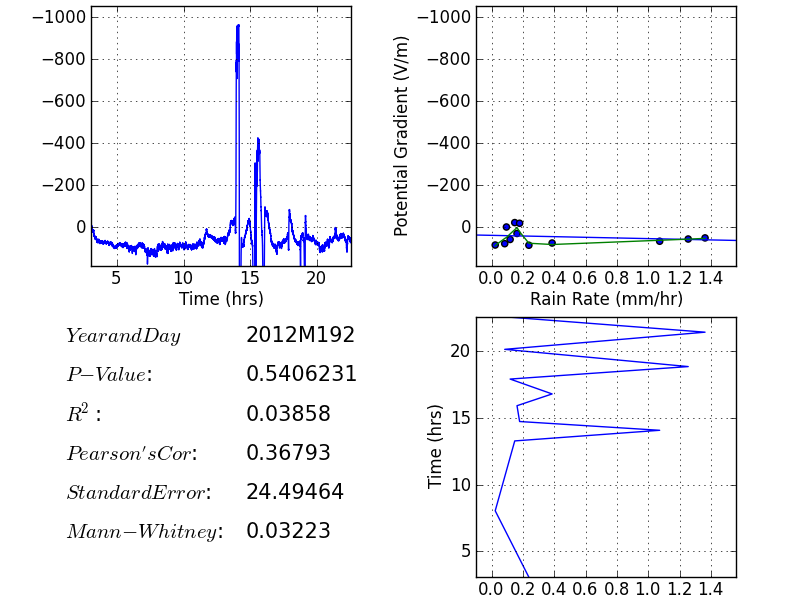 −1000
−800
−600
−400
−200
0
5 10 15 20
Time (hrs)
Potential Gradient (V/m)
−1000
−800
−600
−400
−200
0
0.0 0.2 0.4 0.6 0.8 1.0 1.2 1.4
Rain Rate (mm/hr)
YearandDay 2012M192
P−Value: 0.5406231
R²: 0.03858
Pearson'sCor: 0.36793
StandardError: 24.49464
Mann−Whitney: 0.03223
Time (hrs)
20
15
10
5
0.0 0.2 0.4 0.6 0.8 1.0 1.2 1.4